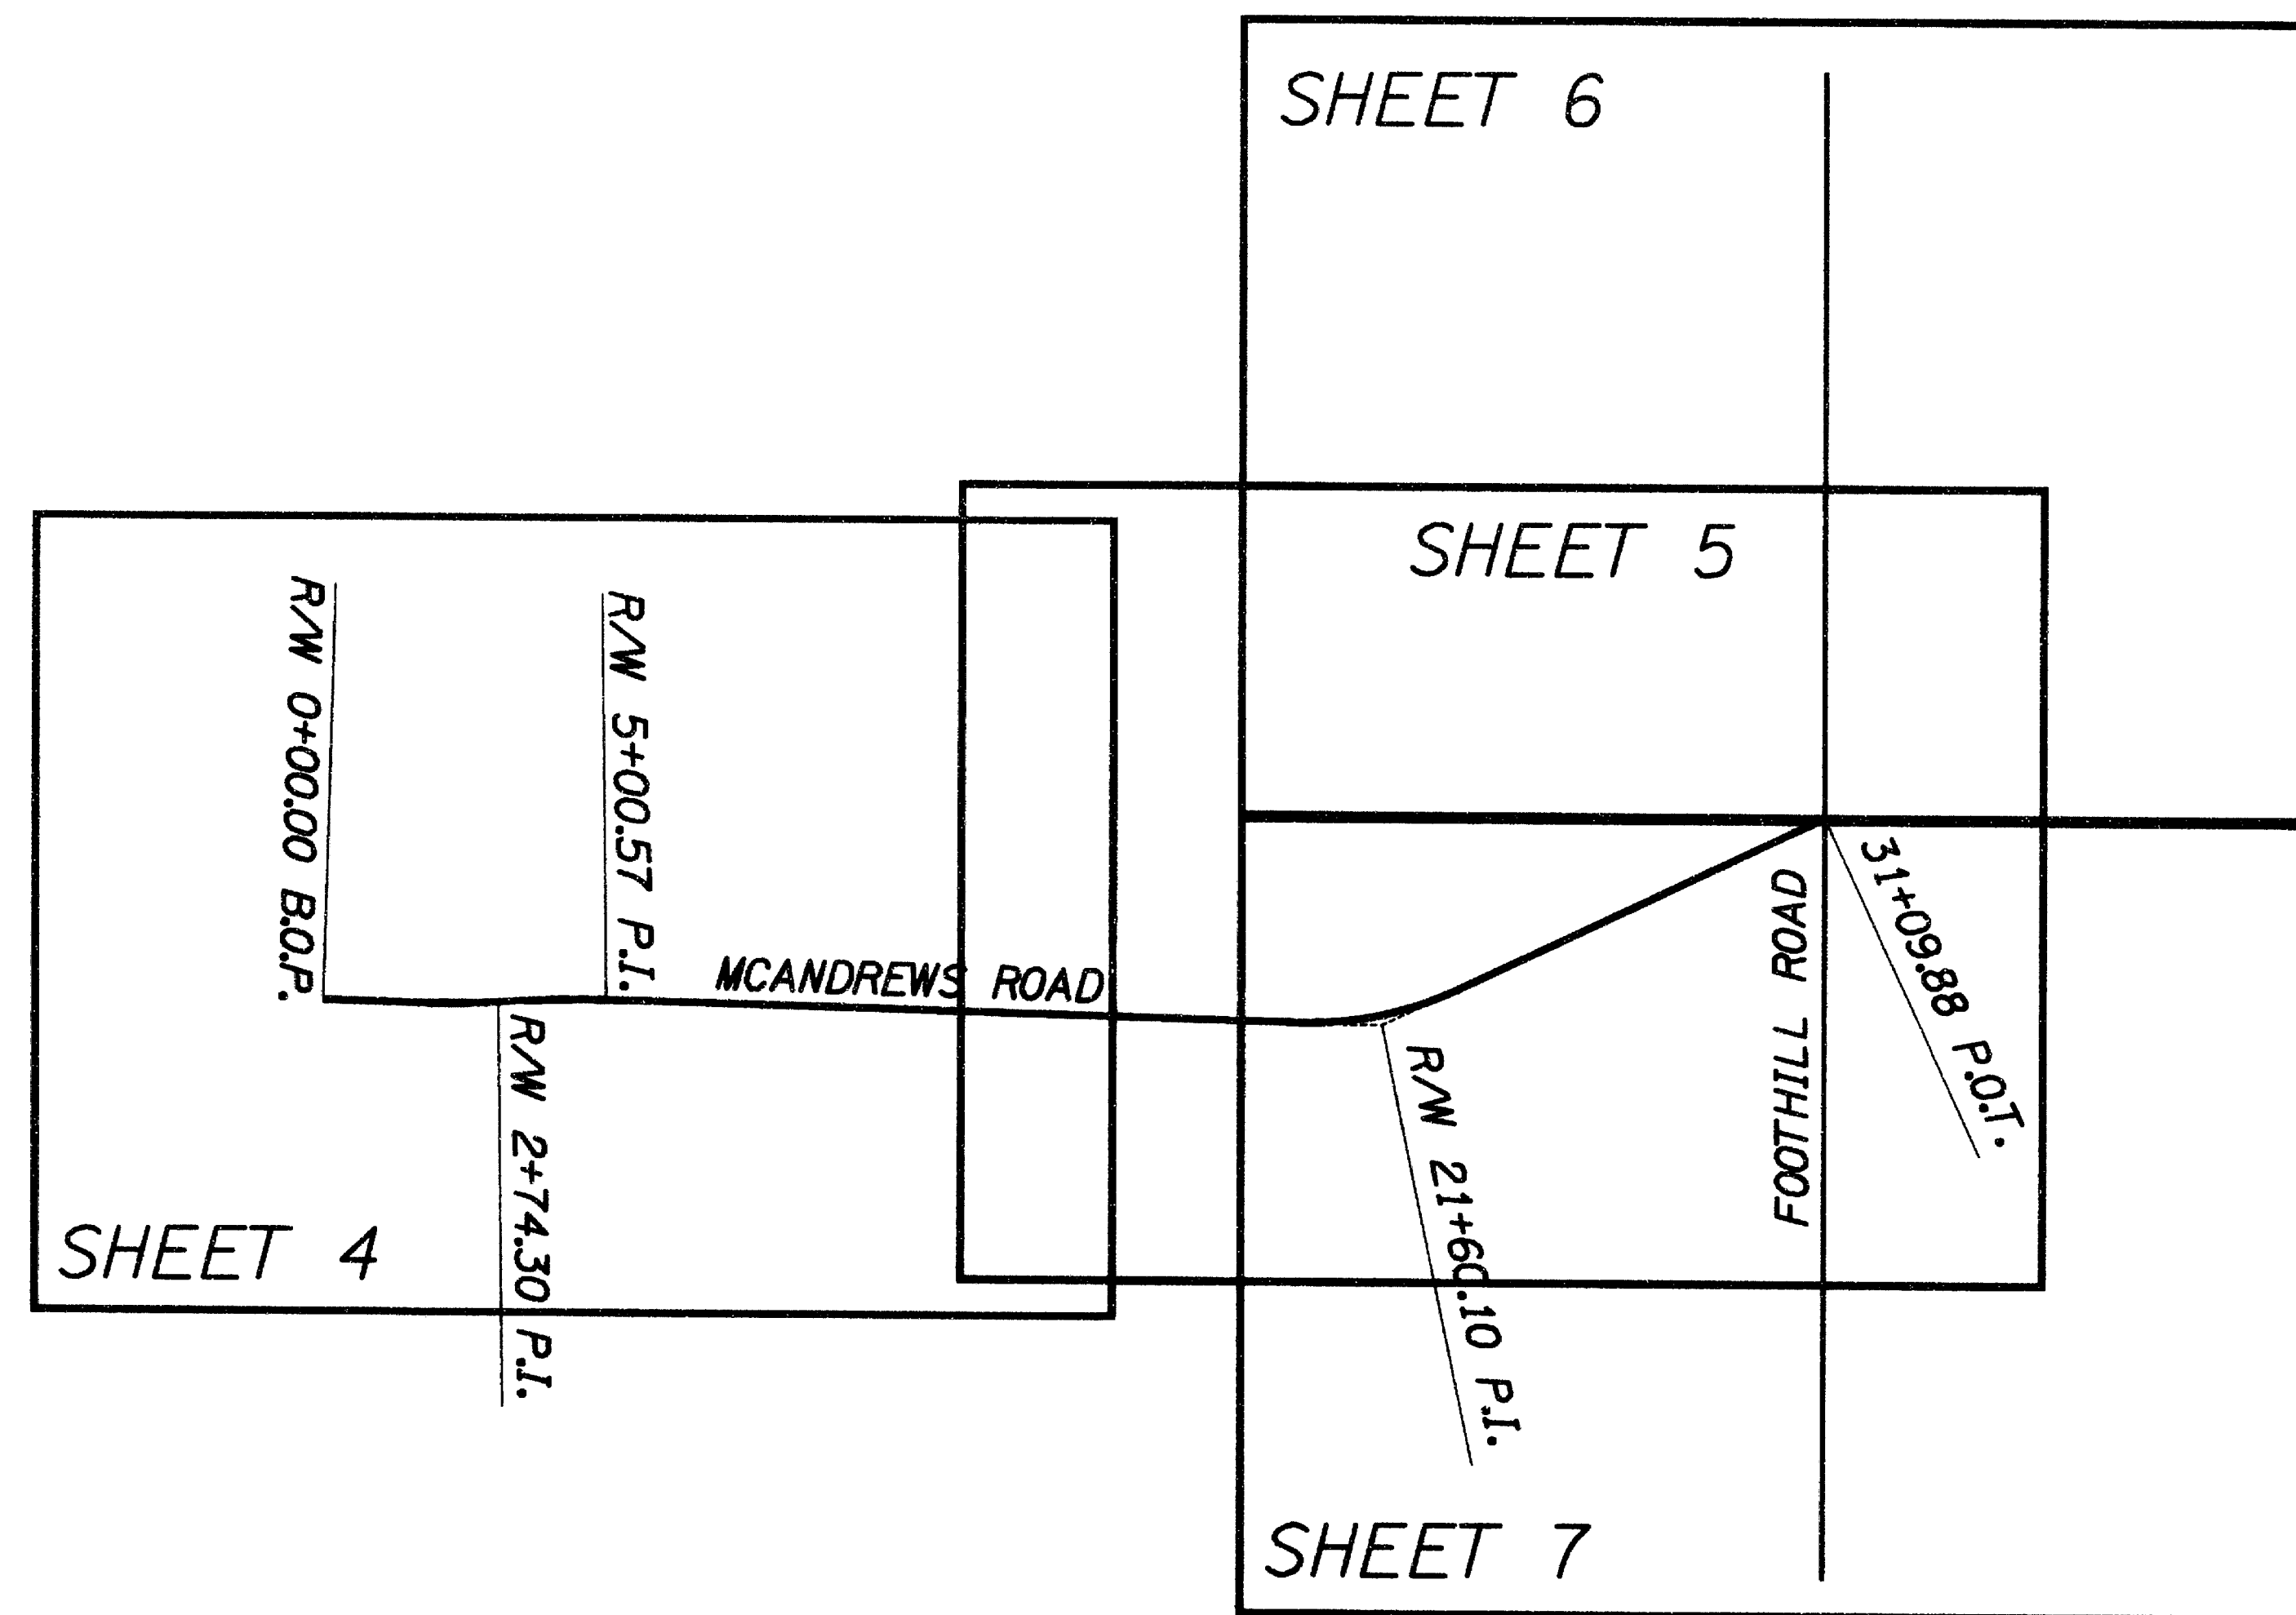 SHEET 6
SHEET 5
R/W 0+00.00 B.O.P.
R/W 5+00.57 P.I.
MCANDREWS ROAD
R/W 2+74.30 P.I.
R/W 21+60.10 P.I.
FOOTHILL ROAD
31+09.88 P.O.T.
SHEET 4
SHEET 7